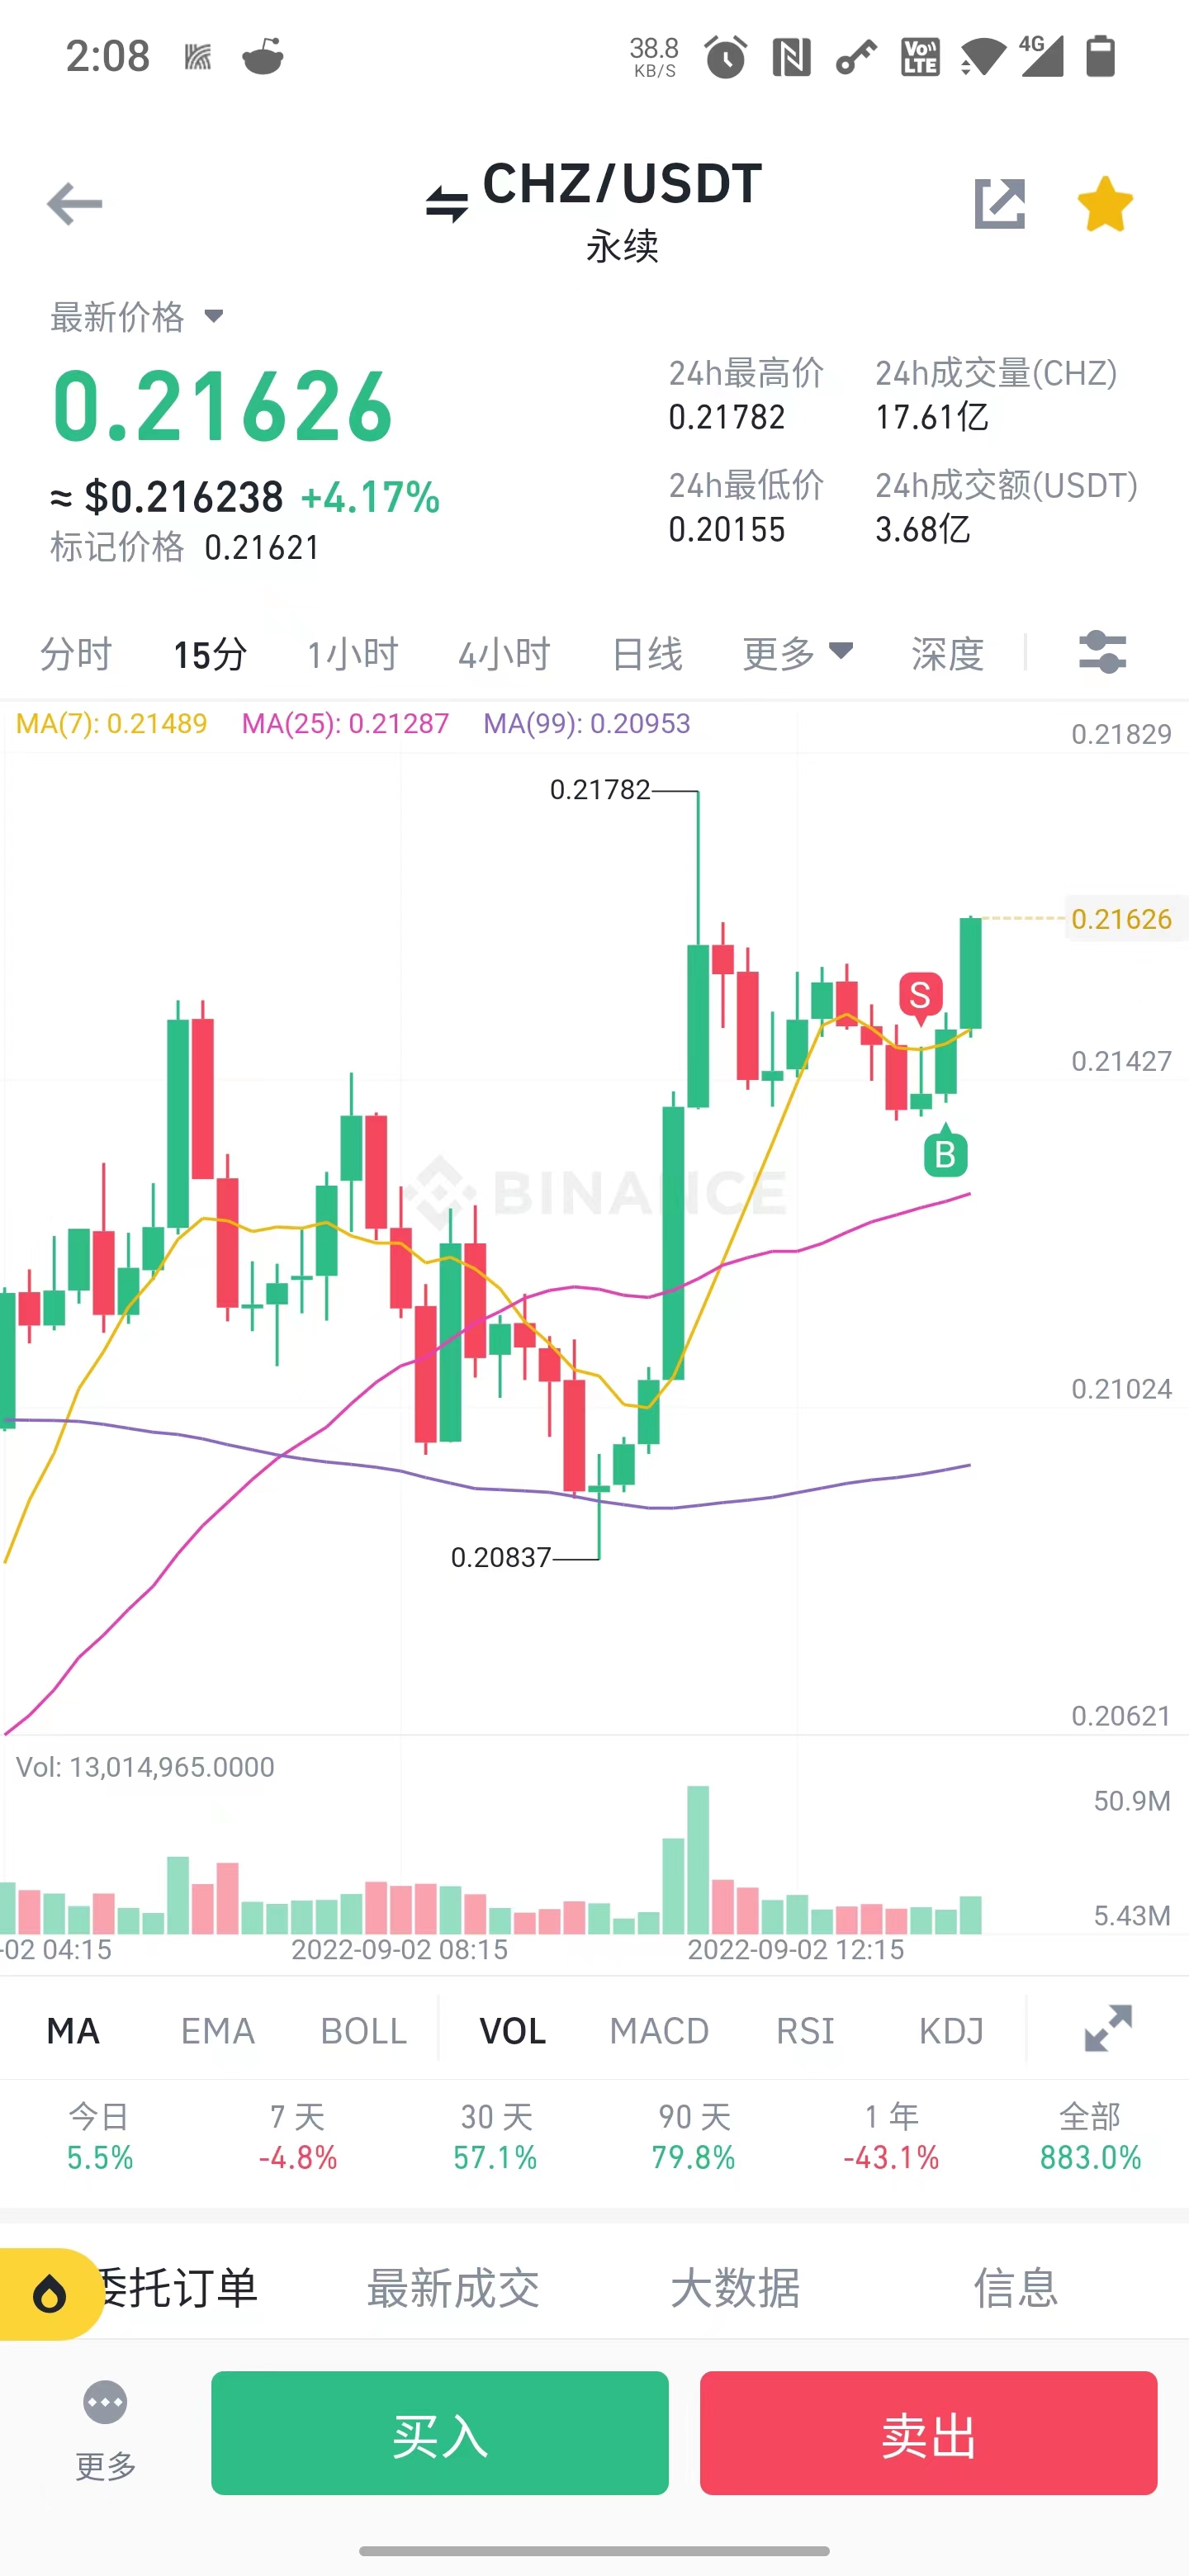 2:08 38.8 KB/S Vo)) LTE 4G
CHZ/USDT
永续
最新价格
0.21626
≈ $0.216238 +4.17%
标记价格 0.21621
24h最高价 24h成交量(CHZ)
0.21782 17.61亿
24h最低价 24h成交额(USDT)
0.20155 3.68亿
分时 15分 1小时 4小时 日线 更多 深度
MA(7): 0.21489 MA(25): 0.21287 MA(99): 0.20953
0.21829
0.21782
0.21626
S
0.21427
B
BINANCE
0.21024
0.20837
0.20621
Vol: 13,014,965.0000
50.9M
5.43M
-02 04:15 2022-09-02 08:15 2022-09-02 12:15
MA EMA BOLL VOL MACD RSI KDJ
今日 7 天 30 天 90 天 1 年 全部
5.5% -4.8% 57.1% 79.8% -43.1% 883.0%
委托订单 最新成交 大数据 信息
更多 买入 卖出